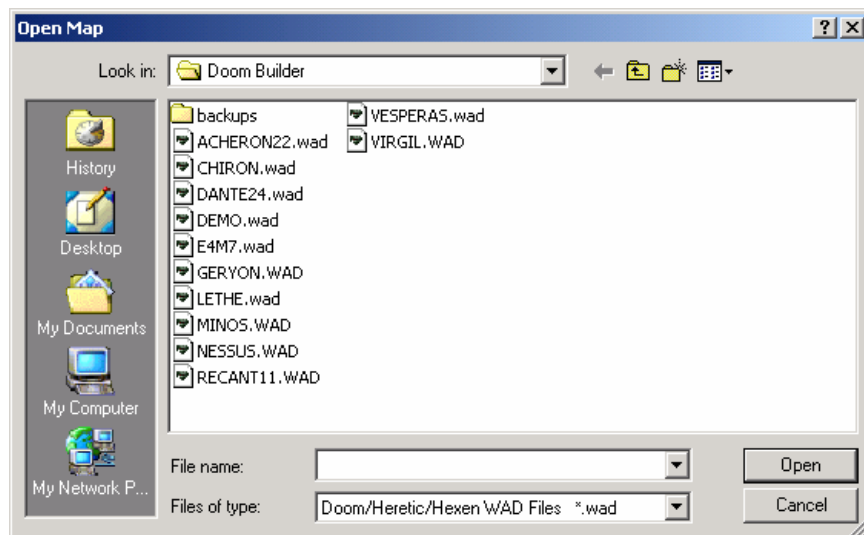 Open Map
Look in: Doom Builder
History
Desktop
My Documents
My Computer
My Network P...
backups
ACHERON22.wad
CHIRON.wad
DANTE24.wad
DEMO.wad
E4M7.wad
GERYON.WAD
LETHE.wad
MINOS.WAD
NESSUS.WAD
RECANT11.WAD
VESPERAS.wad
VIRGIL.WAD
File name:
Open
Files of type: Doom/Heretic/Hexen WAD Files *.wad
Cancel